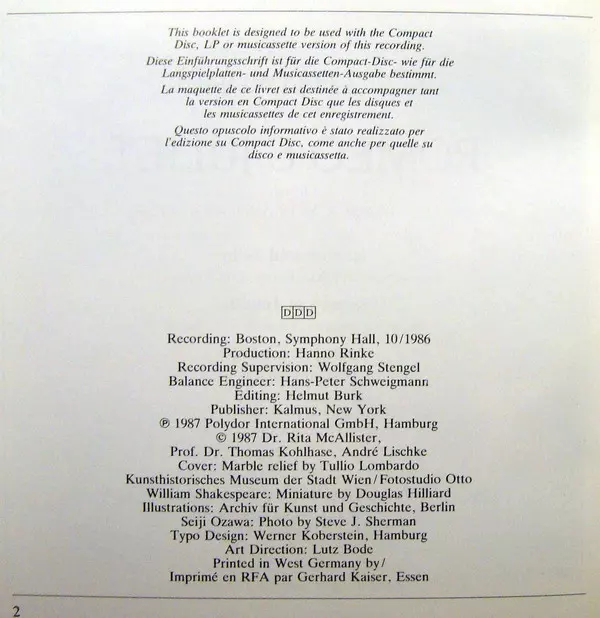 This booklet is designed to be used with the Compact
Disc, LP or musicassette version of this recording.
Diese Einführungsschrift ist für die Compact-Disc- wie für die
Langspielplatten- und Musicassetten-Ausgabe bestimmt.
La maquette de ce livret est destinée à accompagner tant
la version en Compact Disc que les disques et
les musicassettes de cet enregistrement.
Questo opuscolo informativo è stato realizzato per
l'edizione su Compact Disc, come anche per quelle su
disco e musicassetta.
DDD
Recording: Boston, Symphony Hall, 10/1986
Production: Hanno Rinke
Recording Supervision: Wolfgang Stengel
Balance Engineer: Hans-Peter Schweigmann
Editing: Helmut Burk
Publisher: Kalmus, New York
℗ 1987 Polydor International GmbH, Hamburg
© 1987 Dr. Rita McAllister,
Prof. Dr. Thomas Kohlhase, André Lischke
Cover: Marble relief by Tullio Lombardo
Kunsthistorisches Museum der Stadt Wien/Fotostudio Otto
William Shakespeare: Miniature by Douglas Hilliard
Illustrations: Archiv für Kunst und Geschichte, Berlin
Seiji Ozawa: Photo by Steve J. Sherman
Typo Design: Werner Koberstein, Hamburg
Art Direction: Lutz Bode
Printed in West Germany by/
Imprimé en RFA par Gerhard Kaiser, Essen
2